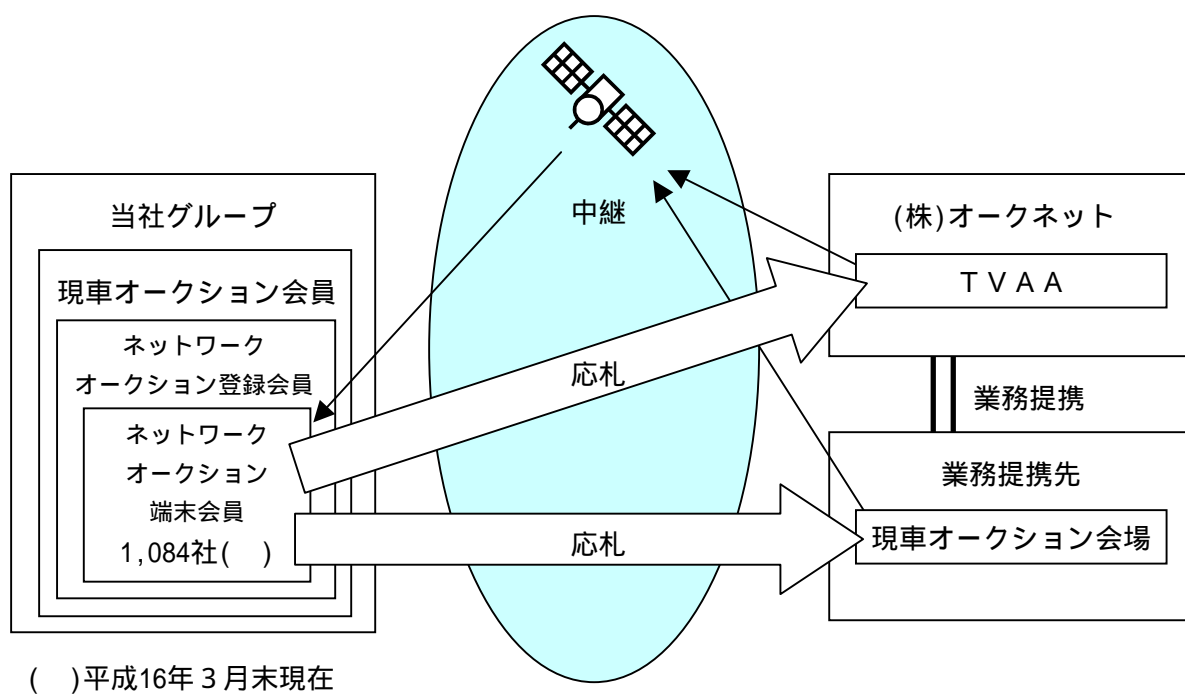 当社グループ
現車オークション会員
ネットワーク
オークション登録会員
ネットワーク
オークション
端末会員
1,084社(　)
中継
応札
応札
(株)オークネット
ＴＶＡＡ
業務提携
業務提携先
現車オークション会場
(　)平成16年３月末現在